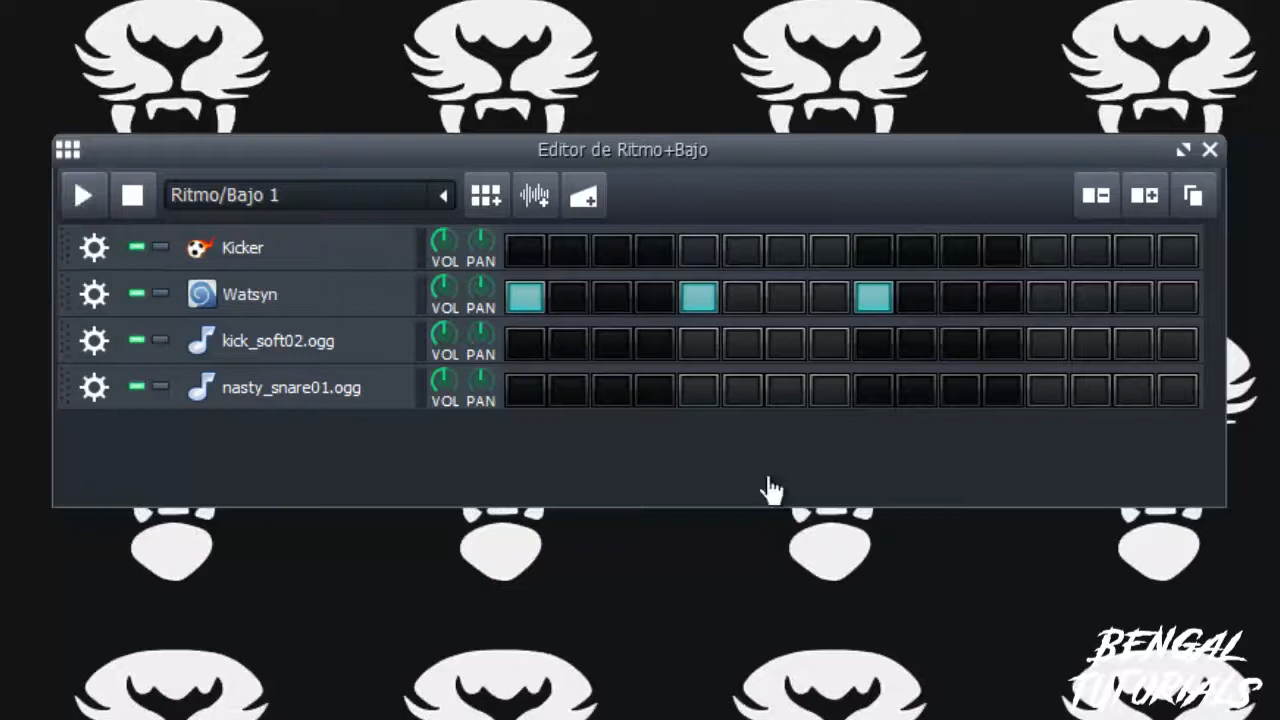 Editor de Ritmo+Bajo
Ritmo/Bajo 1
Kicker
VOL PAN
Watsyn
VOL PAN
kick_soft02.ogg
VOL PAN
nasty_snare01.ogg
VOL PAN
BENGAL
TUTORIALS